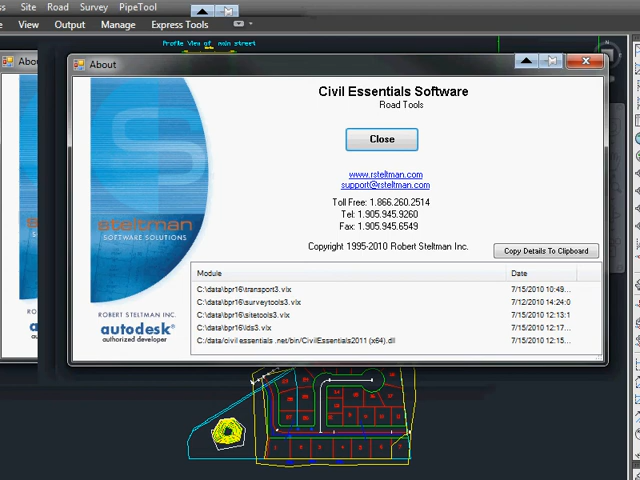 Site Road Survey PipeTool
View Output Manage Express Tools
Profile View of main street
About
About
Civil Essentials Software
Road Tools
Close
www.rsteltman.com
support@rsteltman.com
Toll Free: 1.866.260.2514
Tel: 1.905.945.9260
Fax: 1.905.945.6549
Copyright 1995-2010 Robert Steltman Inc.
Copy Details To Clipboard
steltman
SOFTWARE SOLUTIONS
ROBERT STELTMAN INC.
autodesk®
authorized developer
Module Date
C:\data\bpr16\transport3.vlx 7/15/2010 10:49...
C:\data\bpr16\surveytools3.vlx 7/12/2010 14:24:0
C:\data\bpr16\sitetools3.vlx 7/15/2010 12:13:1
C:\data\bpr16\lds3.vlx 7/15/2010 12:17...
C:/data/civil essentials .net/bin/CivilEssentials2011 (x64).dll 7/15/2010 12:15...